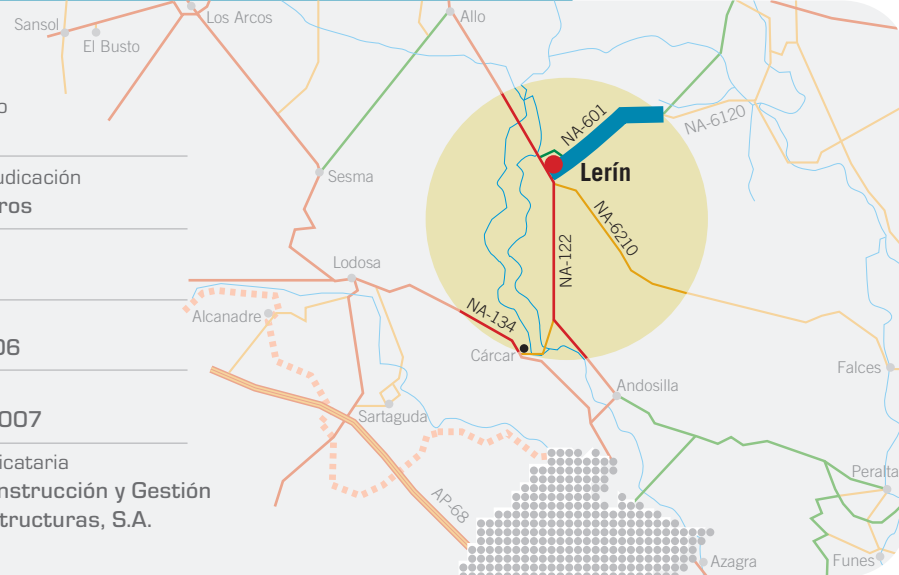 o
udicación
ros
06
007
icataria
nstrucción y Gestión
tructuras, S.A.
Sansol
El Busto
Los Arcos
Allo
NA-601
NA-6120
Lerín
Sesma
NA-6210
NA-122
Lodosa
Alcanadre
NA-134
Cárcar
Falces
Andosilla
Sartaguda
Peralta
AP-68
Azagra
Funes